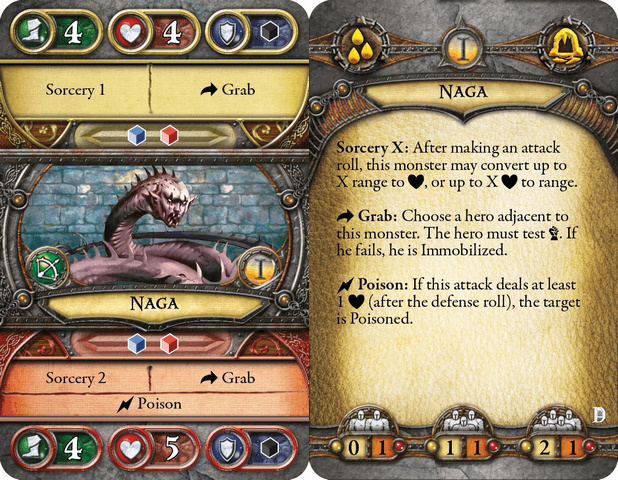 4 4
Sorcery 1 Grab
I
NAGA
Sorcery 2 Grab
Poison
4 5
I
NAGA
Sorcery X: After making an attack
roll, this monster may convert up to
X range to ♥, or up to X ♥ to range.
Grab: Choose a hero adjacent to
this monster. The hero must test . If
he fails, he is Immobilized.
Poison: If this attack deals at least
1 ♥ (after the defense roll), the target
is Poisoned.
D
0 1 1 1 2 1